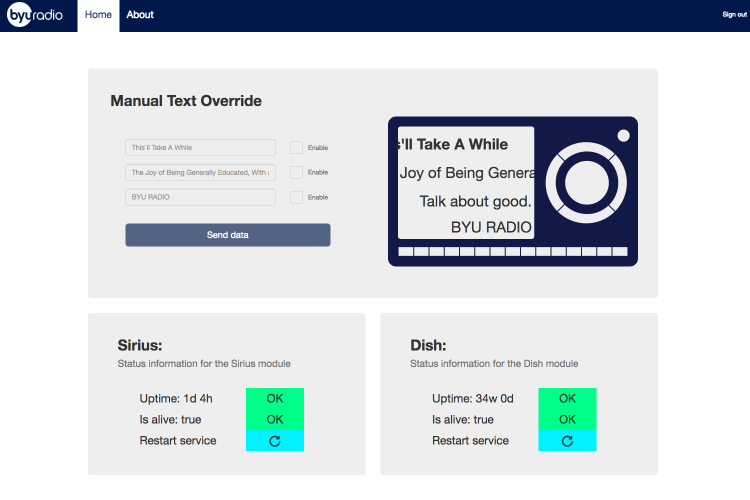 byuradio
Home
About
Sign out
Manual Text Override
This'll Take A While
Enable
The Joy of Being Generally Educated, With
Enable
BYU RADIO
Enable
Send data
s'll Take A While
Joy of Being Genera
Talk about good.
BYU RADIO
Sirius:
Status information for the Sirius module
Uptime: 1d 4h
OK
Is alive: true
OK
Restart service
Dish:
Status information for the Dish module
Uptime: 34w 0d
OK
Is alive: true
OK
Restart service